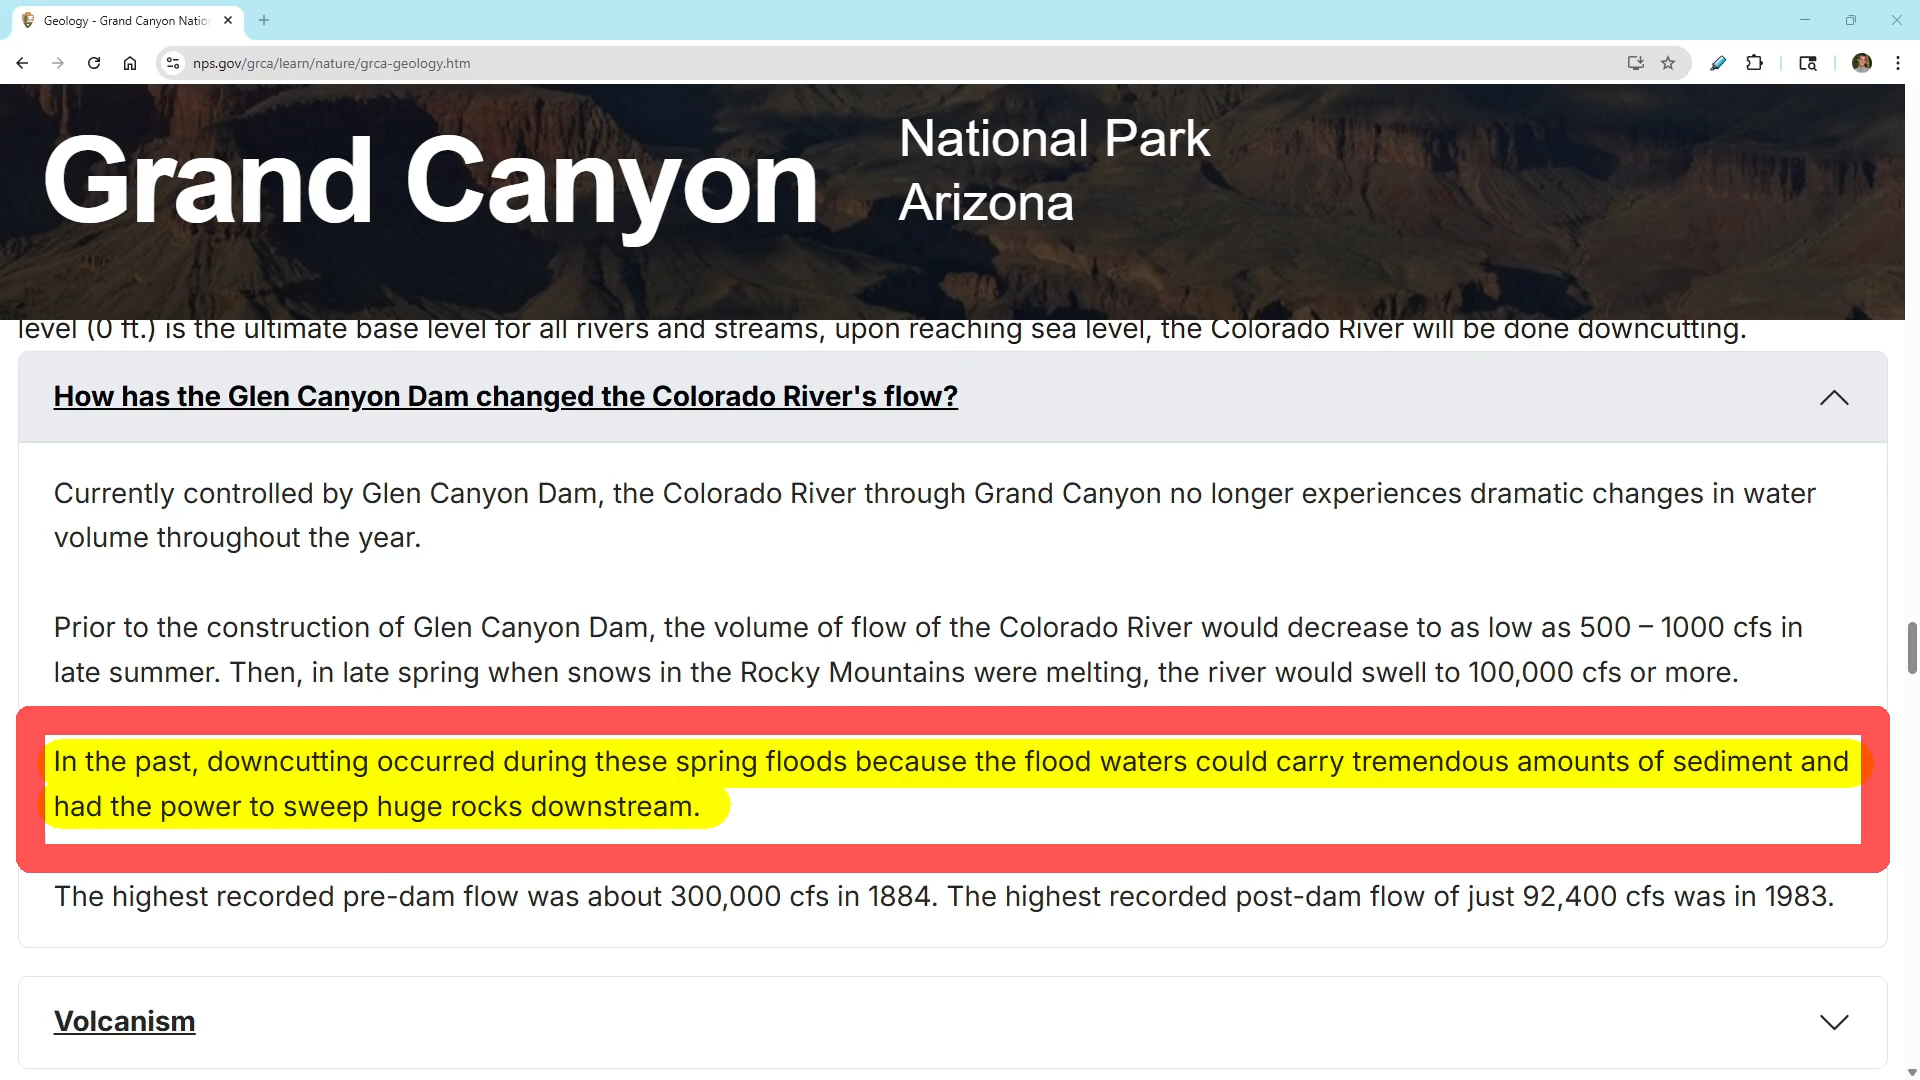 Geology - Grand Canyon Natio
nps.gov/grca/learn/nature/grca-geology.htm
Grand Canyon
National Park
Arizona
level (0 ft.) is the ultimate base level for all rivers and streams, upon reaching sea level, the Colorado River will be done downcutting.
How has the Glen Canyon Dam changed the Colorado River's flow?
Currently controlled by Glen Canyon Dam, the Colorado River through Grand Canyon no longer experiences dramatic changes in water
volume throughout the year.
Prior to the construction of Glen Canyon Dam, the volume of flow of the Colorado River would decrease to as low as 500 – 1000 cfs in
late summer. Then, in late spring when snows in the Rocky Mountains were melting, the river would swell to 100,000 cfs or more.
In the past, downcutting occurred during these spring floods because the flood waters could carry tremendous amounts of sediment and
had the power to sweep huge rocks downstream.
The highest recorded pre-dam flow was about 300,000 cfs in 1884. The highest recorded post-dam flow of just 92,400 cfs was in 1983.
Volcanism